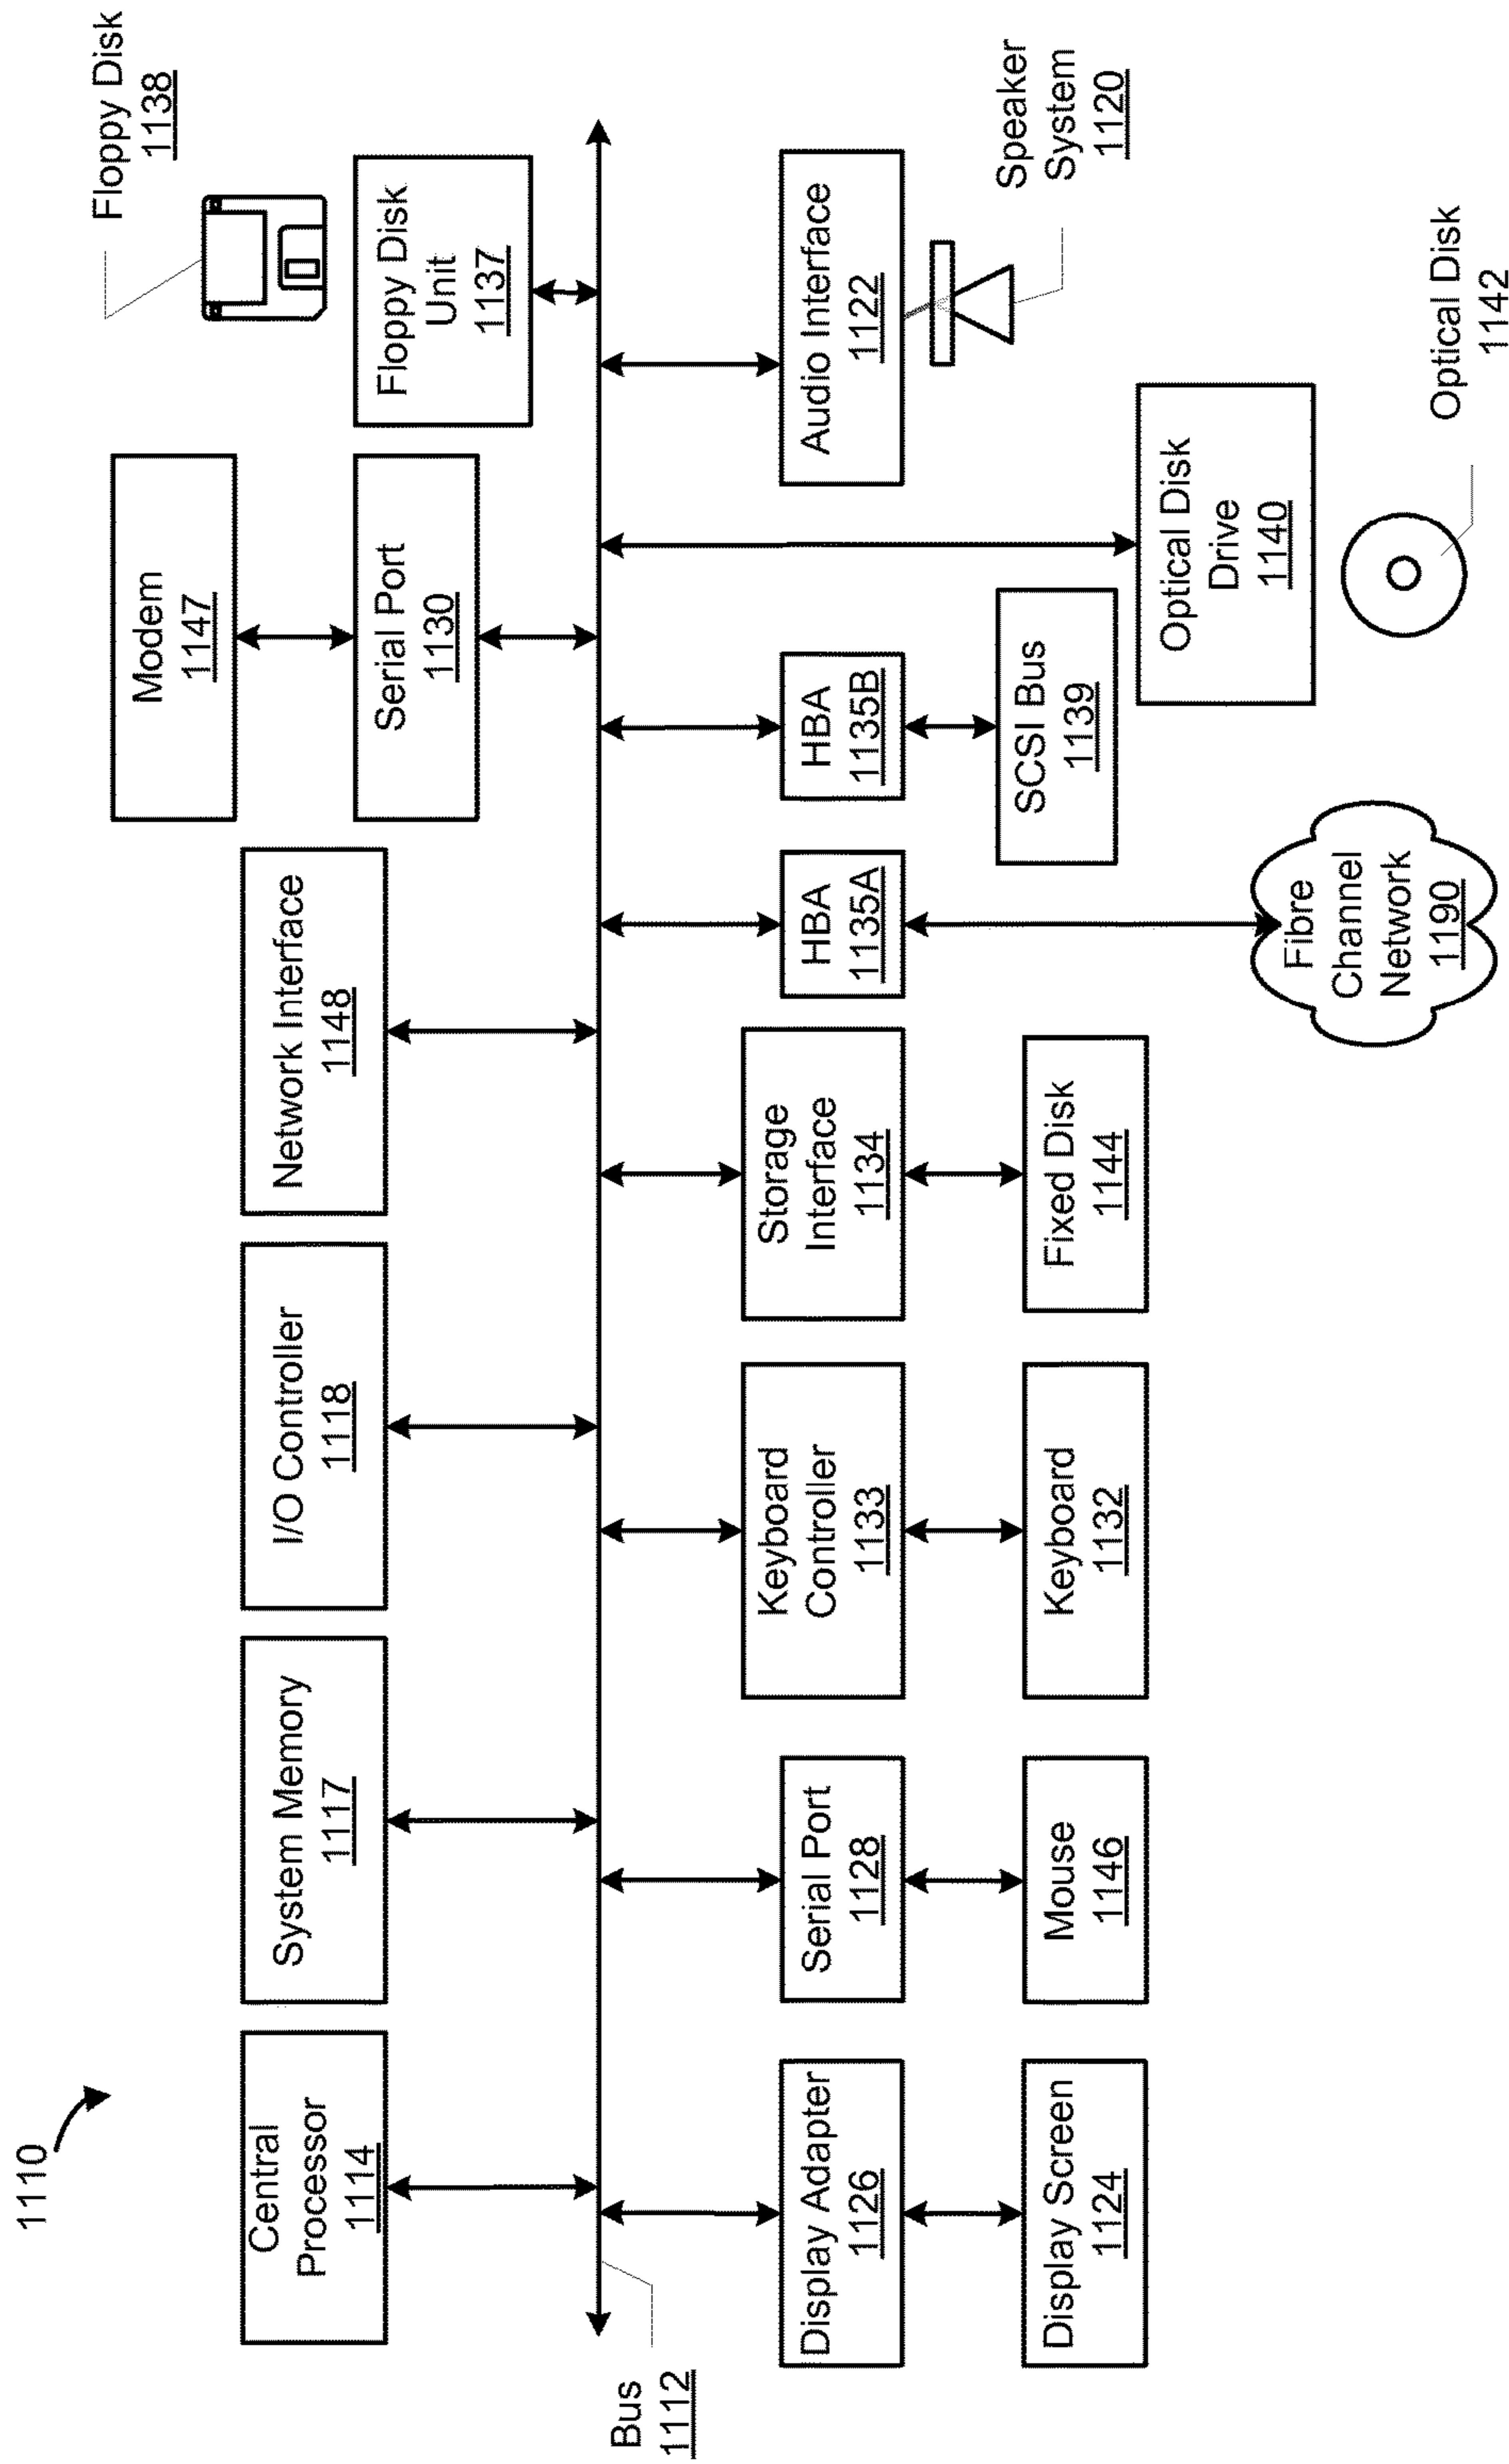 1110
Central
Processor
1114
System Memory
1117
I/O Controller
1118
Network Interface
1148
Modem
1147
Serial Port
1130
Floppy Disk
1138
Floppy Disk
Unit
1137
Bus
1112
Display Adapter
1126
Display Screen
1124
Serial Port
1128
Mouse
1146
Keyboard
Controller
1133
Keyboard
1132
Storage
Interface
1134
Fixed Disk
1144
HBA
1135A
Fibre
Channel
Network
1190
HBA
1135B
SCSI Bus
1139
Optical Disk
Drive
1140
Optical Disk
1142
Audio Interface
1122
Speaker
System
1120